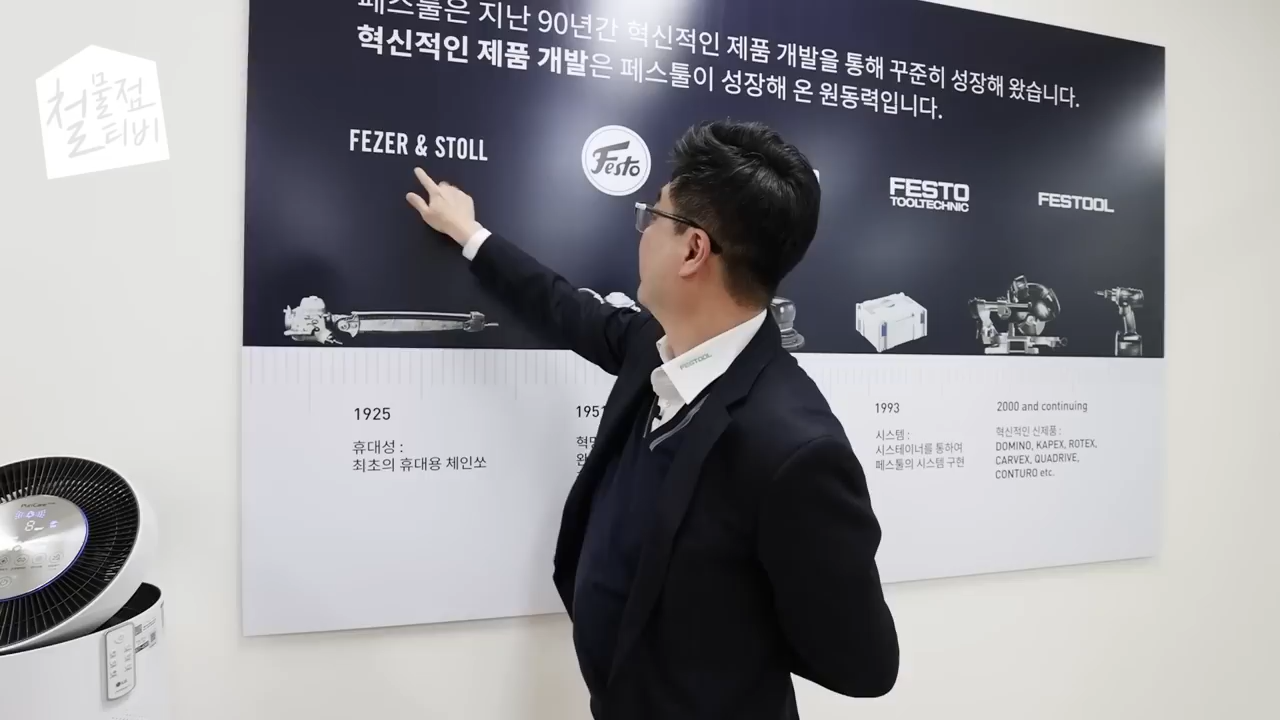 철물점
티비
페스툴은 지난 90년간 혁신적인 제품 개발을 통해 꾸준히 성장해 왔습니다.
혁신적인 제품 개발은 페스툴이 성장해 온 원동력입니다.
FEZER & STOLL
Festo
FESTO
TOOLTECHNIC
FESTOOL
FESTOOL
1925
휴대성 :
최초의 휴대용 체인쏘
1951
1993
시스템 :
시스테이너를 통하여
페스툴의 시스템 구현
2000 and continuing
혁신적인 신제품 :
DOMINO, KAPEX, ROTEX,
CARVEX, QUADRIVE,
CONTURO etc.
8